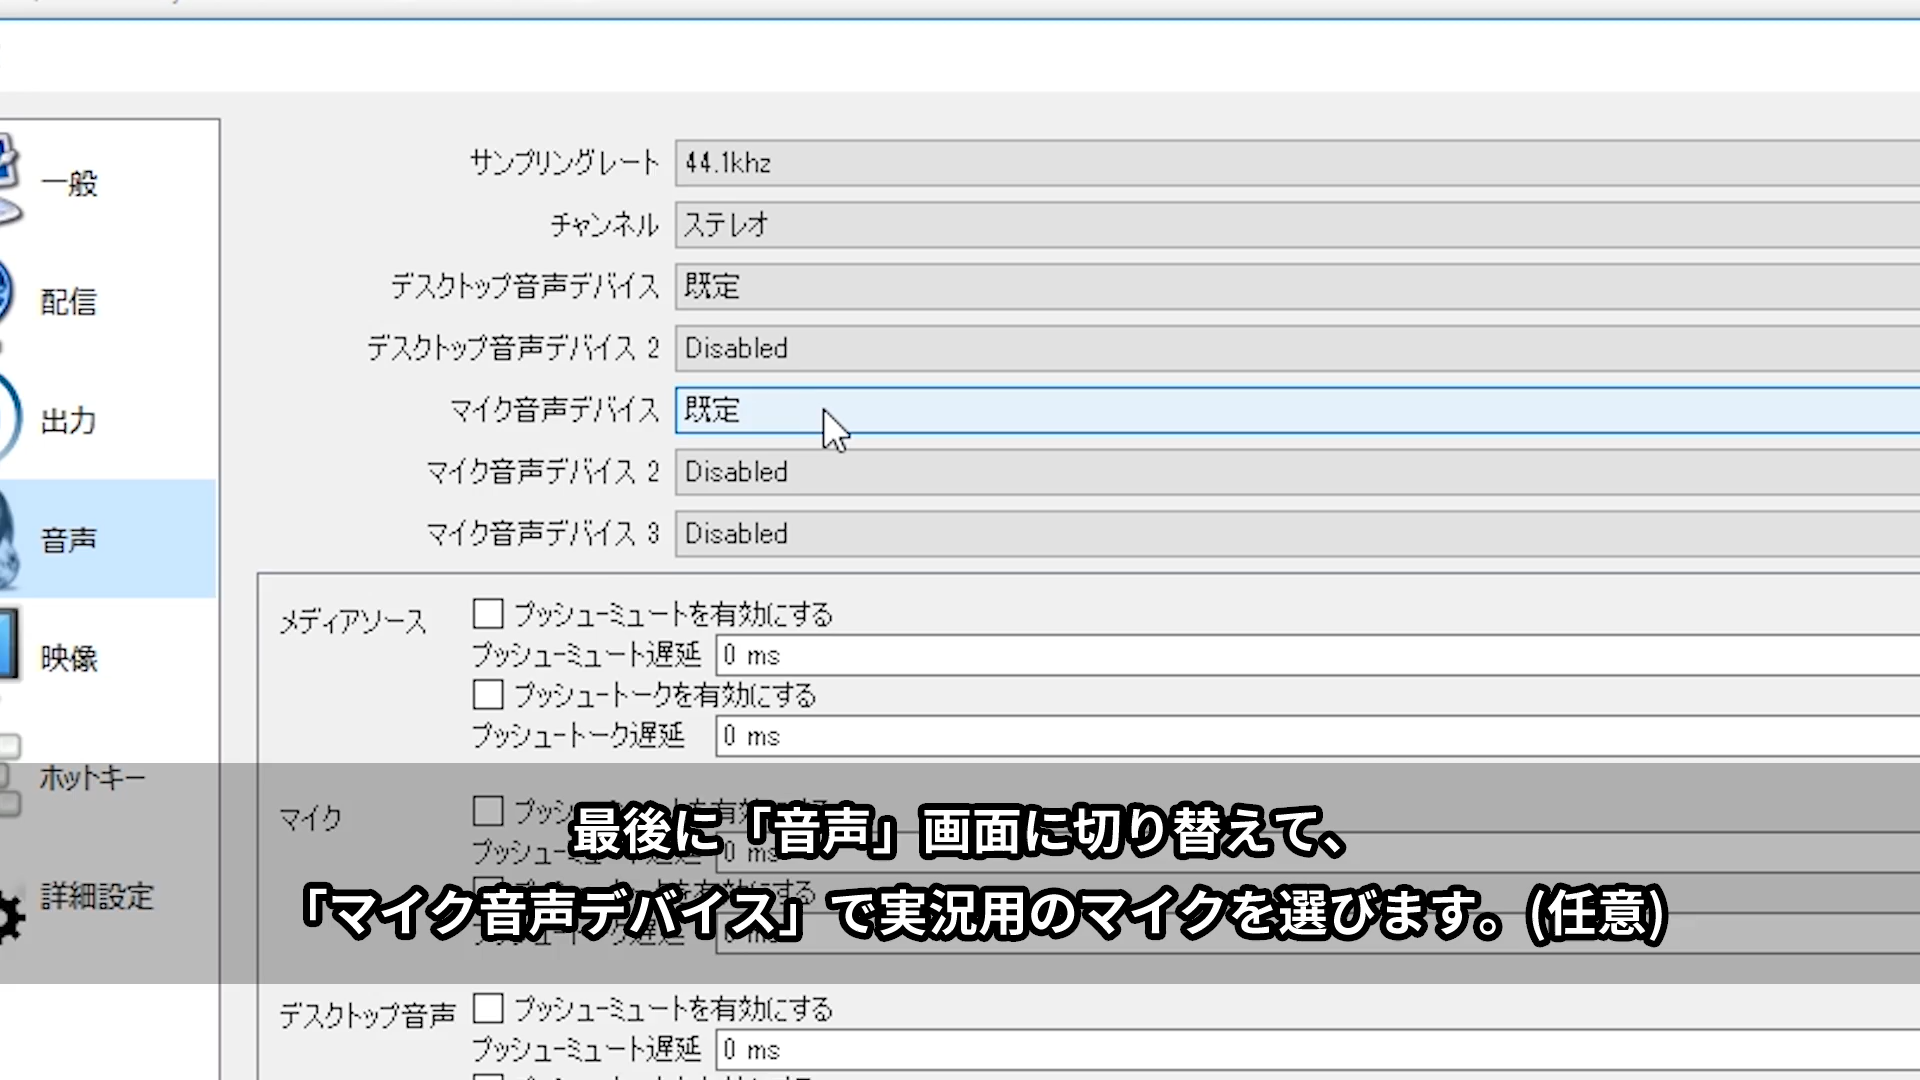 一般
配信
出力
音声
映像
ホットキー
詳細設定
サンプリングレート 44.1khz
チャンネル ステレオ
デスクトップ音声デバイス 既定
デスクトップ音声デバイス 2 Disabled
マイク音声デバイス 既定
マイク音声デバイス 2 Disabled
マイク音声デバイス 3 Disabled
メディアソース プッシュ-ミュートを有効にする
プッシュ-ミュート遅延 0 ms
プッシュ-トークを有効にする
プッシュ-トーク遅延 0 ms
マイク
最後に「音声」画面に切り替えて、
「マイク音声デバイス」で実況用のマイクを選びます。(任意)
デスクトップ音声 プッシュ-ミュートを有効にする
プッシュ-ミュート遅延 0 ms